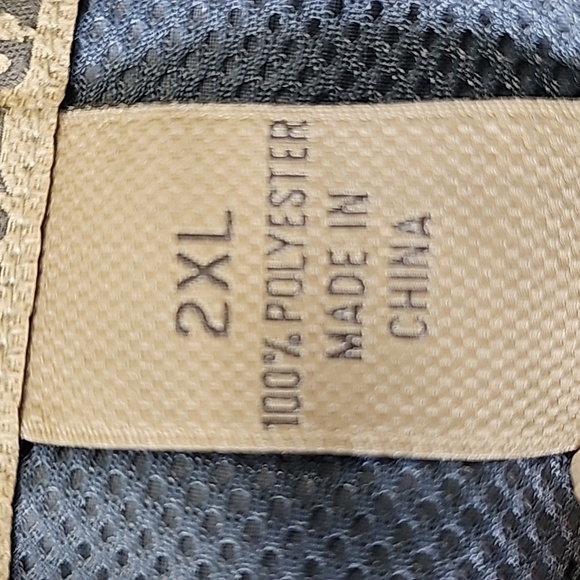 2XL
100% POLYESTER
MADE IN
CHINA